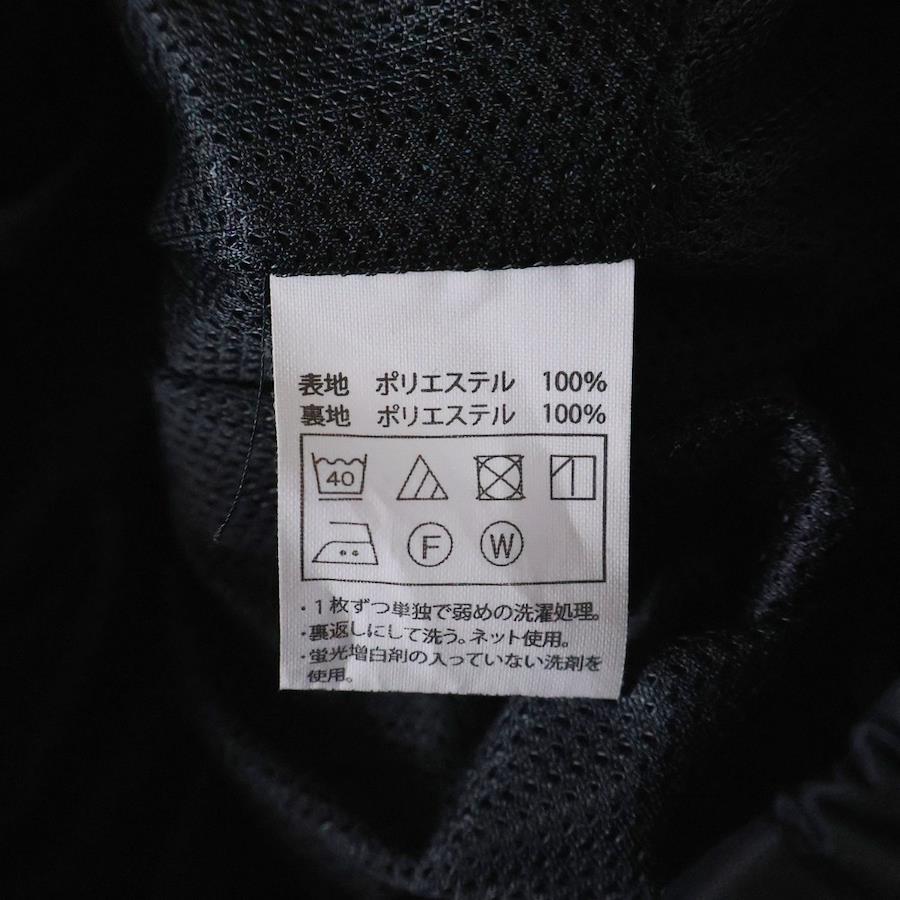 表地 ポリエステル 100%
裏地 ポリエステル 100%
40
F W
・1枚ずつ単独で弱めの洗濯処理。
・裏返しにして洗う。ネット使用。
・蛍光増白剤の入っていない洗剤を
使用。